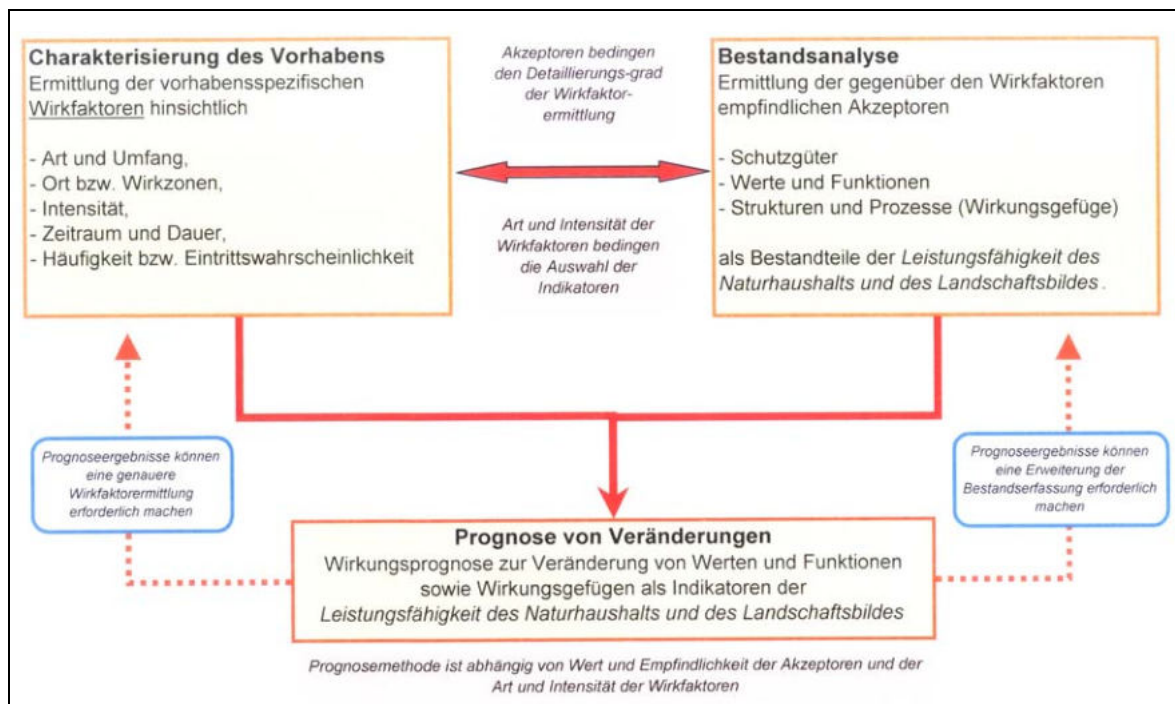 Charakterisierung des Vorhabens
Ermittlung der vorhabensspezifischen
Wirkfaktoren hinsichtlich
- Art und Umfang,
- Ort bzw. Wirkzonen,
- Intensität,
- Zeitraum und Dauer,
- Häufigkeit bzw. Eintrittswahrscheinlichkeit
Akzeptoren bedingen
den Detaillierungs-grad
der Wirkfaktor-
ermittlung
Art und Intensität der
Wirkfaktoren bedingen
die Auswahl der
Indikatoren
Bestandsanalyse
Ermittlung der gegenüber den Wirkfaktoren
empfindlichen Akzeptoren
- Schutzgüter
- Werte und Funktionen
- Strukturen und Prozesse (Wirkungsgefüge)
als Bestandteile der Leistungsfähigkeit des
Naturhaushalts und des Landschaftsbildes.
Prognoseergebnisse können
eine genauere
Wirkfaktorermittlung
erforderlich machen
Prognoseergebnisse können
eine Erweiterung der
Bestandserfassung erforderlich
machen
Prognose von Veränderungen
Wirkungsprognose zur Veränderung von Werten und Funktionen
sowie Wirkungsgefügen als Indikatoren der
Leistungsfähigkeit des Naturhaushalts und des Landschaftsbildes
Prognosemethode ist abhängig von Wert und Empfindlichkeit der Akzeptoren und der
Art und Intensität der Wirkfaktoren